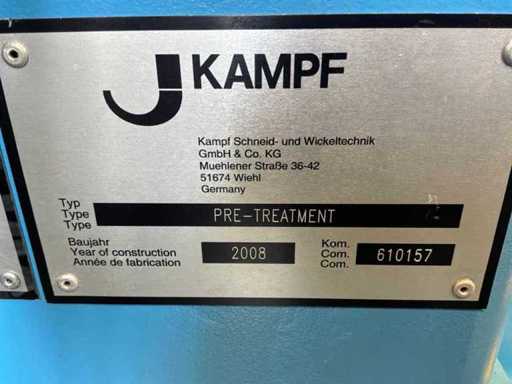 KAMPF
Kampf Schneid- und Wickeltechnik
GmbH & Co. KG
Muehlener Straße 36-42
51674 Wiehl
Germany
Typ
Type PRE-TREATMENT
Type
Baujahr Kom.
Year of construction 2008 Com. 610157
Année de fabrication Com.